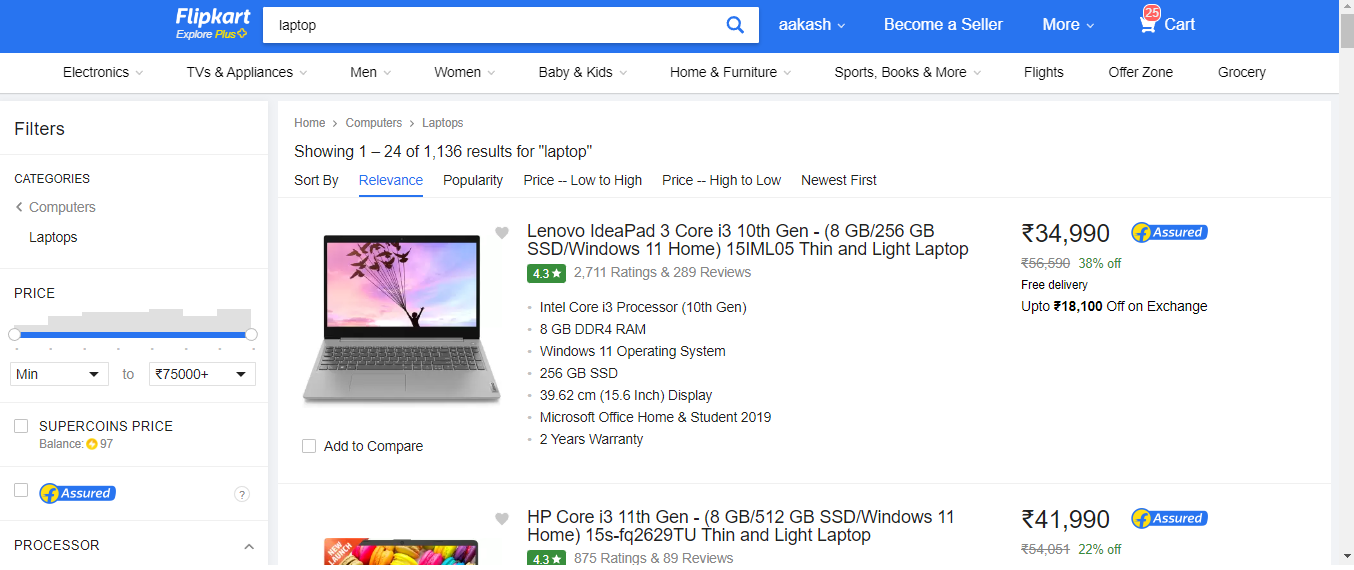 Flipkart
Explore Plus
laptop
aakash
Become a Seller
More
25
Cart
Electronics
TVs & Appliances
Men
Women
Baby & Kids
Home & Furniture
Sports, Books & More
Flights
Offer Zone
Grocery
Filters
CATEGORIES
Computers
Laptops
PRICE
Min
to
₹75000+
SUPERCOINS PRICE
Balance: 97
f Assured
?
PROCESSOR
Home > Computers > Laptops
Showing 1 – 24 of 1,136 results for "laptop"
Sort By Relevance Popularity Price -- Low to High Price -- High to Low Newest First
Lenovo IdeaPad 3 Core i3 10th Gen - (8 GB/256 GB
SSD/Windows 11 Home) 15IML05 Thin and Light Laptop
4.3★ 2,711 Ratings & 289 Reviews
Intel Core i3 Processor (10th Gen)
8 GB DDR4 RAM
Windows 11 Operating System
256 GB SSD
39.62 cm (15.6 Inch) Display
Microsoft Office Home & Student 2019
2 Years Warranty
Add to Compare
₹34,990
f Assured
₹56,590 38% off
Free delivery
Upto ₹18,100 Off on Exchange
NEW
LAUNCH
HP Core i3 11th Gen - (8 GB/512 GB SSD/Windows 11
Home) 15s-fq2629TU Thin and Light Laptop
4.3★ 875 Ratings & 89 Reviews
₹41,990
f Assured
₹54,051 22% off